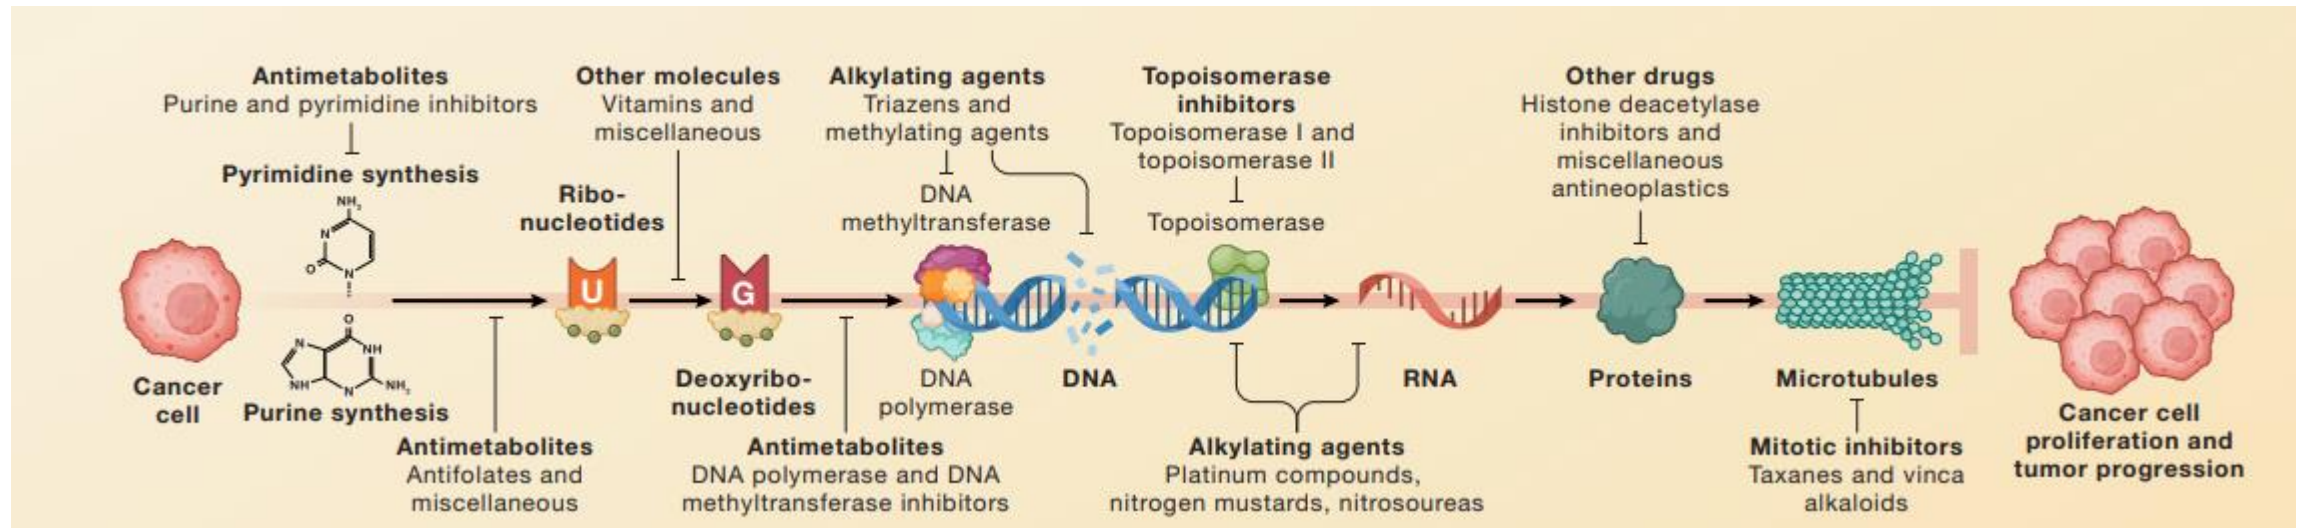 Antimetabolites
Purine and pyrimidine inhibitors
Pyrimidine synthesis
NH2
N
O
N
O
N
NH
NH
N
NH2
Purine synthesis
Cancer
cell
Antimetabolites
Antifolates and
miscellaneous
Other molecules
Vitamins and
miscellaneous
Ribo-
nucleotides
U
G
Deoxyribo-
nucleotides
Antimetabolites
DNA polymerase and DNA
methyltransferase inhibitors
Alkylating agents
Triazens and
methylating agents
DNA
methyltransferase
DNA
polymerase
DNA
Topoisomerase
inhibitors
Topoisomerase I and
topoisomerase II
Topoisomerase
Alkylating agents
Platinum compounds,
nitrogen mustards, nitrosoureas
RNA
Other drugs
Histone deacetylase
inhibitors and
miscellaneous
antineoplastics
Proteins
Microtubules
Mitotic inhibitors
Taxanes and vinca
alkaloids
Cancer cell
proliferation and
tumor progression